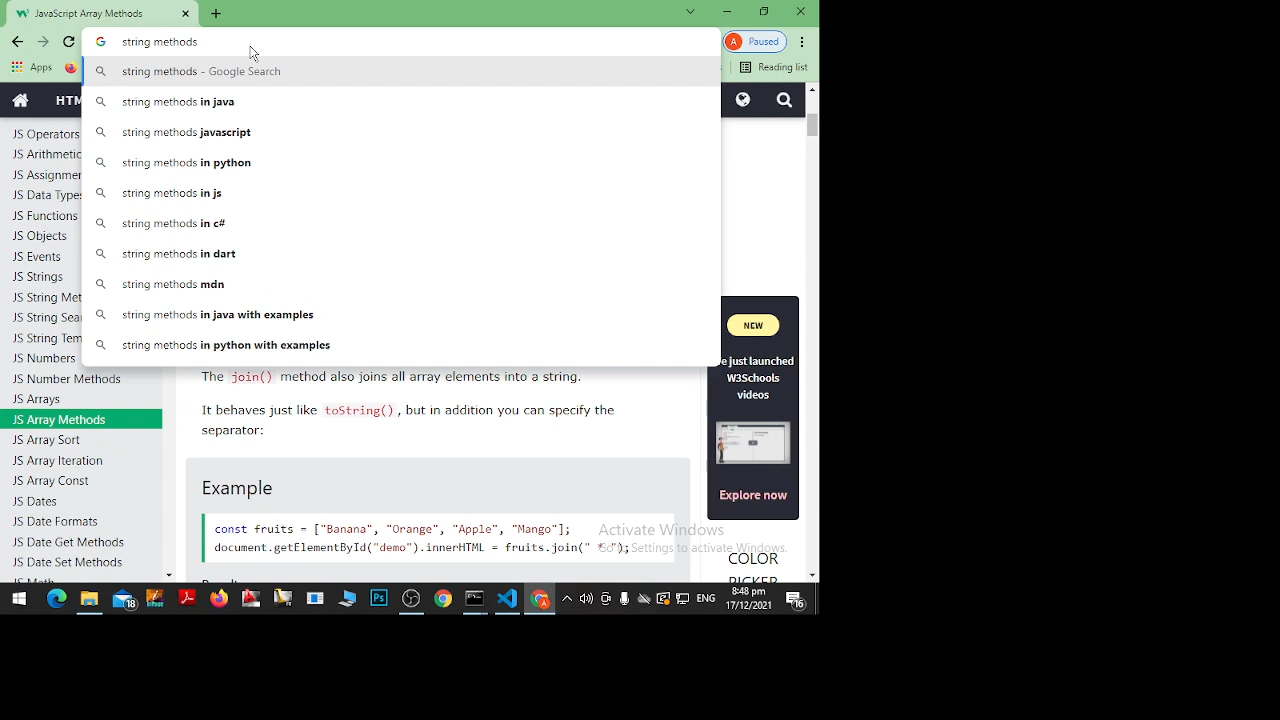 JavaScript Array Methods
string methods
A Paused
Apps
Reading list
string methods - Google Search
string methods in java
string methods javascript
string methods in python
string methods in js
string methods in c#
string methods in dart
string methods mdn
string methods in java with examples
string methods in python with examples
HTM
JS Operators
JS Arithmetic
JS Assignmen
JS Data Types
JS Functions
JS Objects
JS Events
JS Strings
JS String Met
JS String Sear
JS String Tem
JS Numbers
JS Number Methods
JS Arrays
JS Array Methods
JS Array Sort
JS Array Iteration
JS Array Const
JS Dates
JS Date Formats
JS Date Get Methods
JS Date Set Methods
JS Math
The join() method also joins all array elements into a string.
It behaves just like toString(), but in addition you can specify the
separator:
Example
const fruits = ["Banana", "Orange", "Apple", "Mango"];
document.getElementById("demo").innerHTML = fruits.join(" * ");
NEW
e just launched
W3Schools
videos
Explore now
COLOR
PICKER
Activate Windows
Go to Settings to activate Windows.
18
Ps
A
ENG
8:48 pm
17/12/2021
16